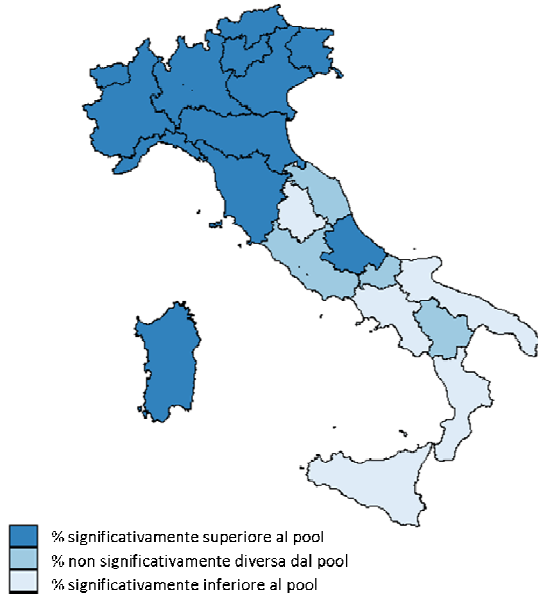 % significativamente superiore al pool
% non significativamente diversa dal pool
% significativamente inferiore al pool